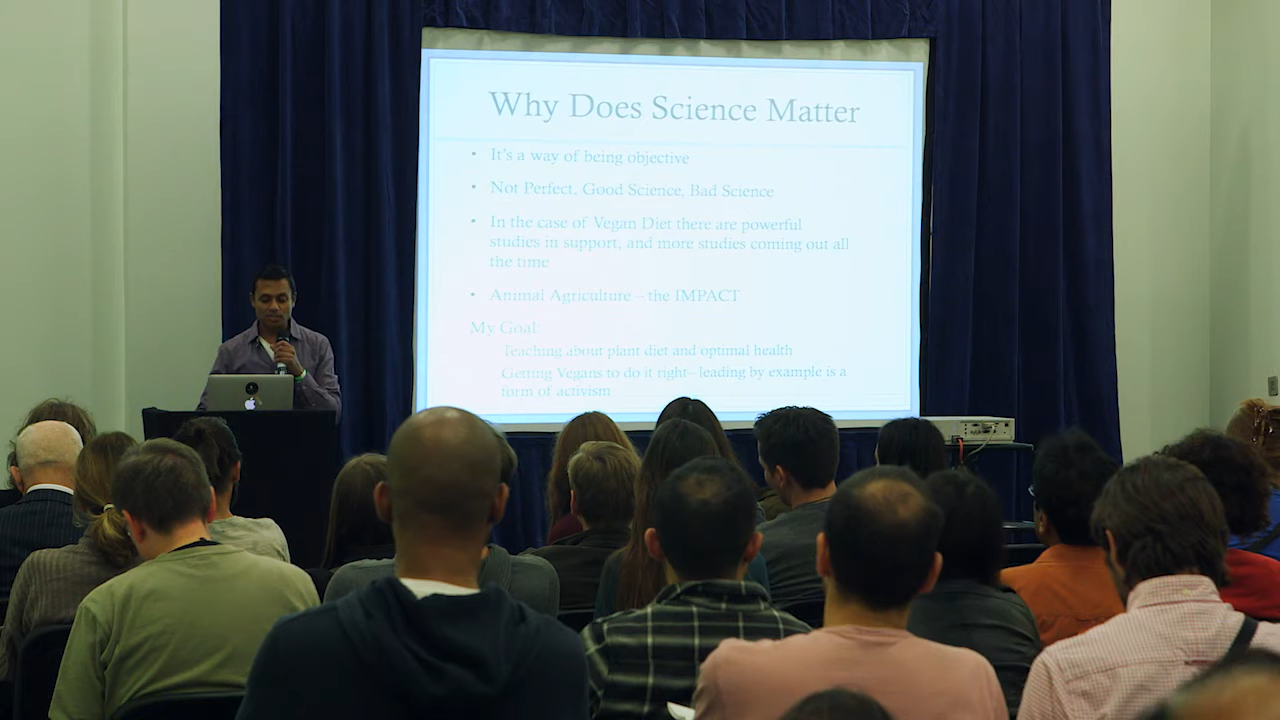 Why Does Science Matter
• It's a way of being objective
• Not Perfect, Good Science, Bad Science
• In the case of Vegan Diet there are powerful
studies in support, and more studies coming out all
the time
• Animal Agriculture – the IMPACT
My Goal:
Teaching about plant diet and optimal health
Getting Vegans to do it right– leading by example is a
form of activism